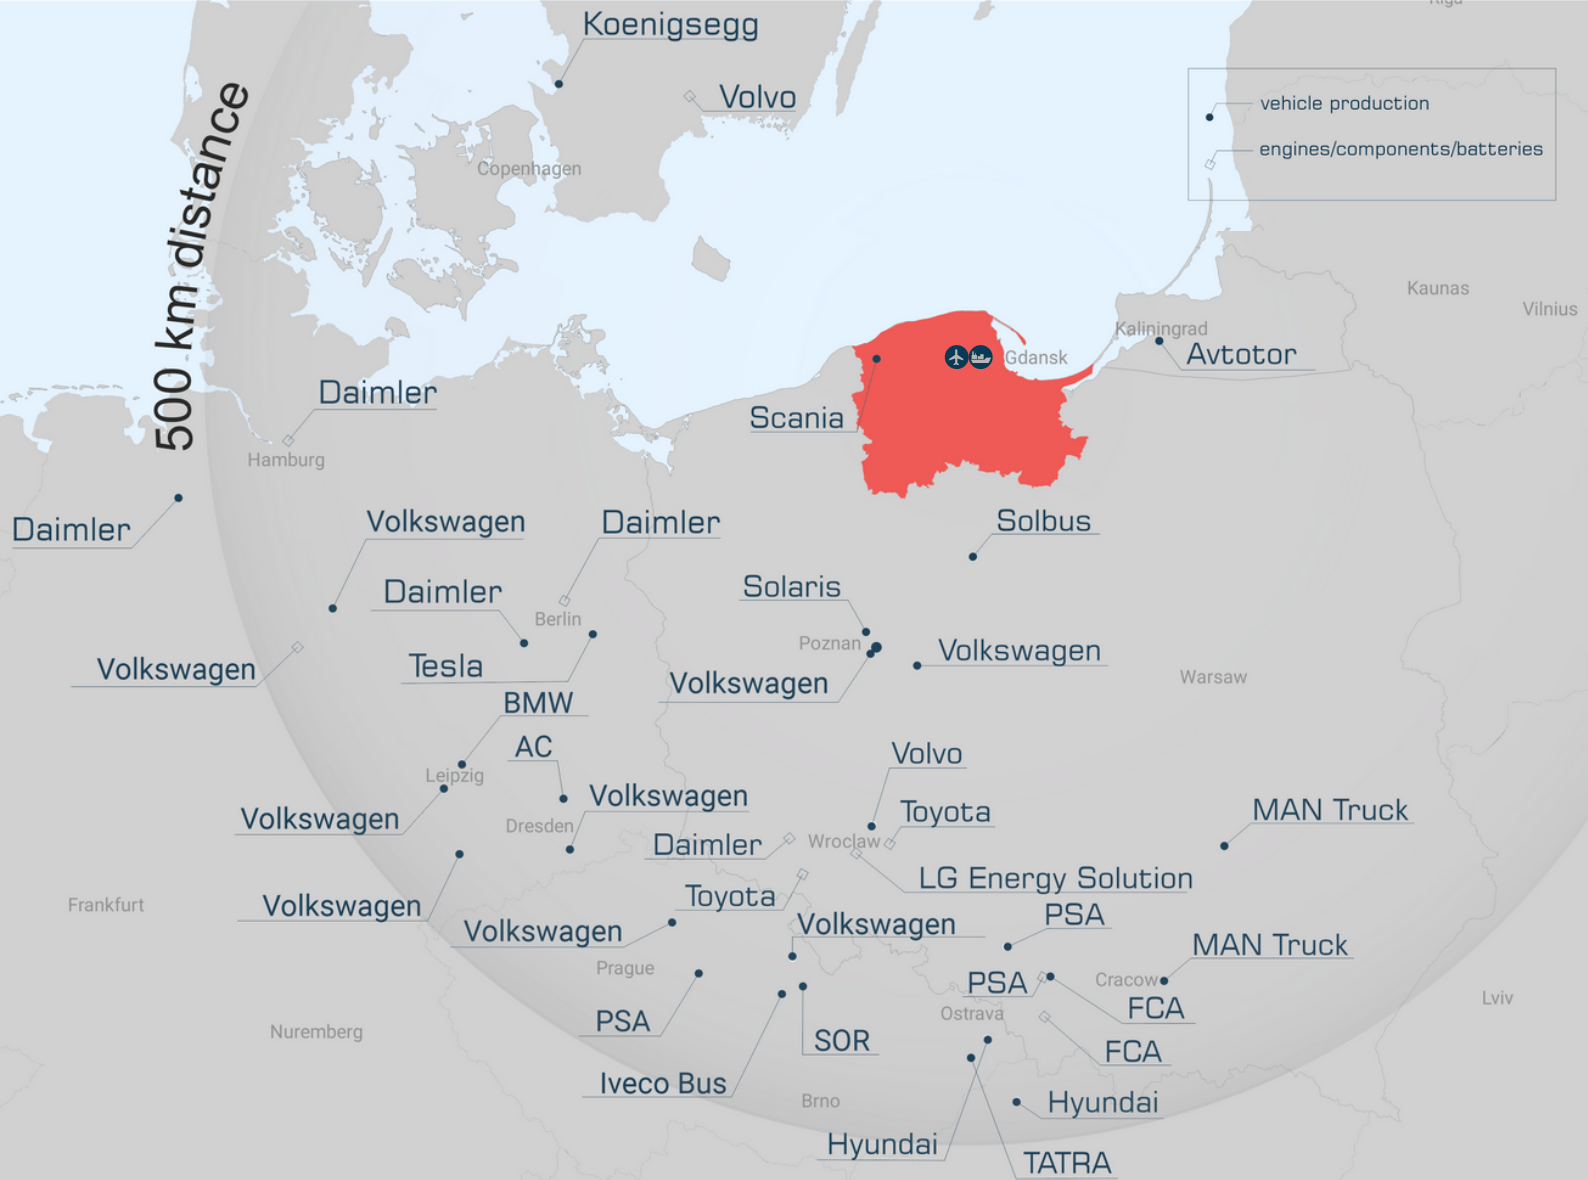 Riga
Koenigsegg
Volvo
vehicle production
engines/components/batteries
Copenhagen
500 km distance
Kaunas
Vilnius
Kaliningrad
Avtotor
Gdansk
Daimler
Scania
Hamburg
Daimler
Volkswagen
Daimler
Solbus
Daimler
Solaris
Berlin
Poznan
Volkswagen
Volkswagen
Tesla
Volkswagen
Warsaw
BMW
AC
Volvo
Leipzig
Volkswagen
Volkswagen
Toyota
MAN Truck
Dresden
Daimler
Wroclaw
LG Energy Solution
Frankfurt
Volkswagen
Toyota
PSA
Volkswagen
Volkswagen
MAN Truck
Prague
PSA
Cracow
Lviv
FCA
Ostrava
PSA
Nuremberg
SOR
FCA
Iveco Bus
Brno
Hyundai
Hyundai
TATRA